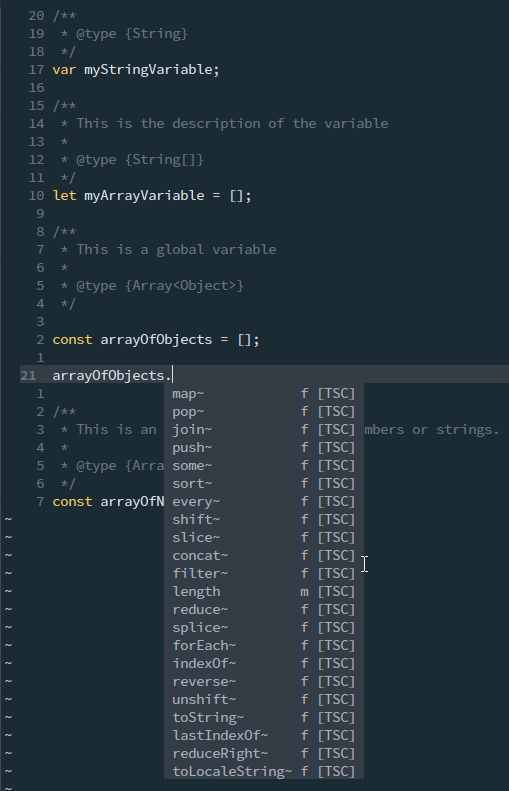 20 /**
19  * @type {String}
18  */
17 var myStringVariable;
16
15 /**
14  * This is the description of the variable
13  *
12  * @type {String[]}
11  */
10 let myArrayVariable = [];
9
8 /**
7  * This is a global variable
6  *
5  * @type {Array<Object>}
4  */
3
2 const arrayOfObjects = [];
1
21 arrayOfObjects.
1 map~ f [TSC]
2 /** pop~ f [TSC]
3  * This is an join~ f [TSC] mbers or strings.
4  * push~ f [TSC]
5  * @type {Arra some~ f [TSC]
6  */ sort~ f [TSC]
7 const arrayOfN every~ f [TSC]
~ shift~ f [TSC]
~ slice~ f [TSC]
~ concat~ f [TSC]
~ filter~ f [TSC]
~ length m [TSC]
~ reduce~ f [TSC]
~ splice~ f [TSC]
~ forEach~ f [TSC]
~ indexOf~ f [TSC]
~ reverse~ f [TSC]
~ unshift~ f [TSC]
~ toString~ f [TSC]
~ lastIndexOf~ f [TSC]
~ reduceRight~ f [TSC]
~ toLocaleString~ f [TSC]
~